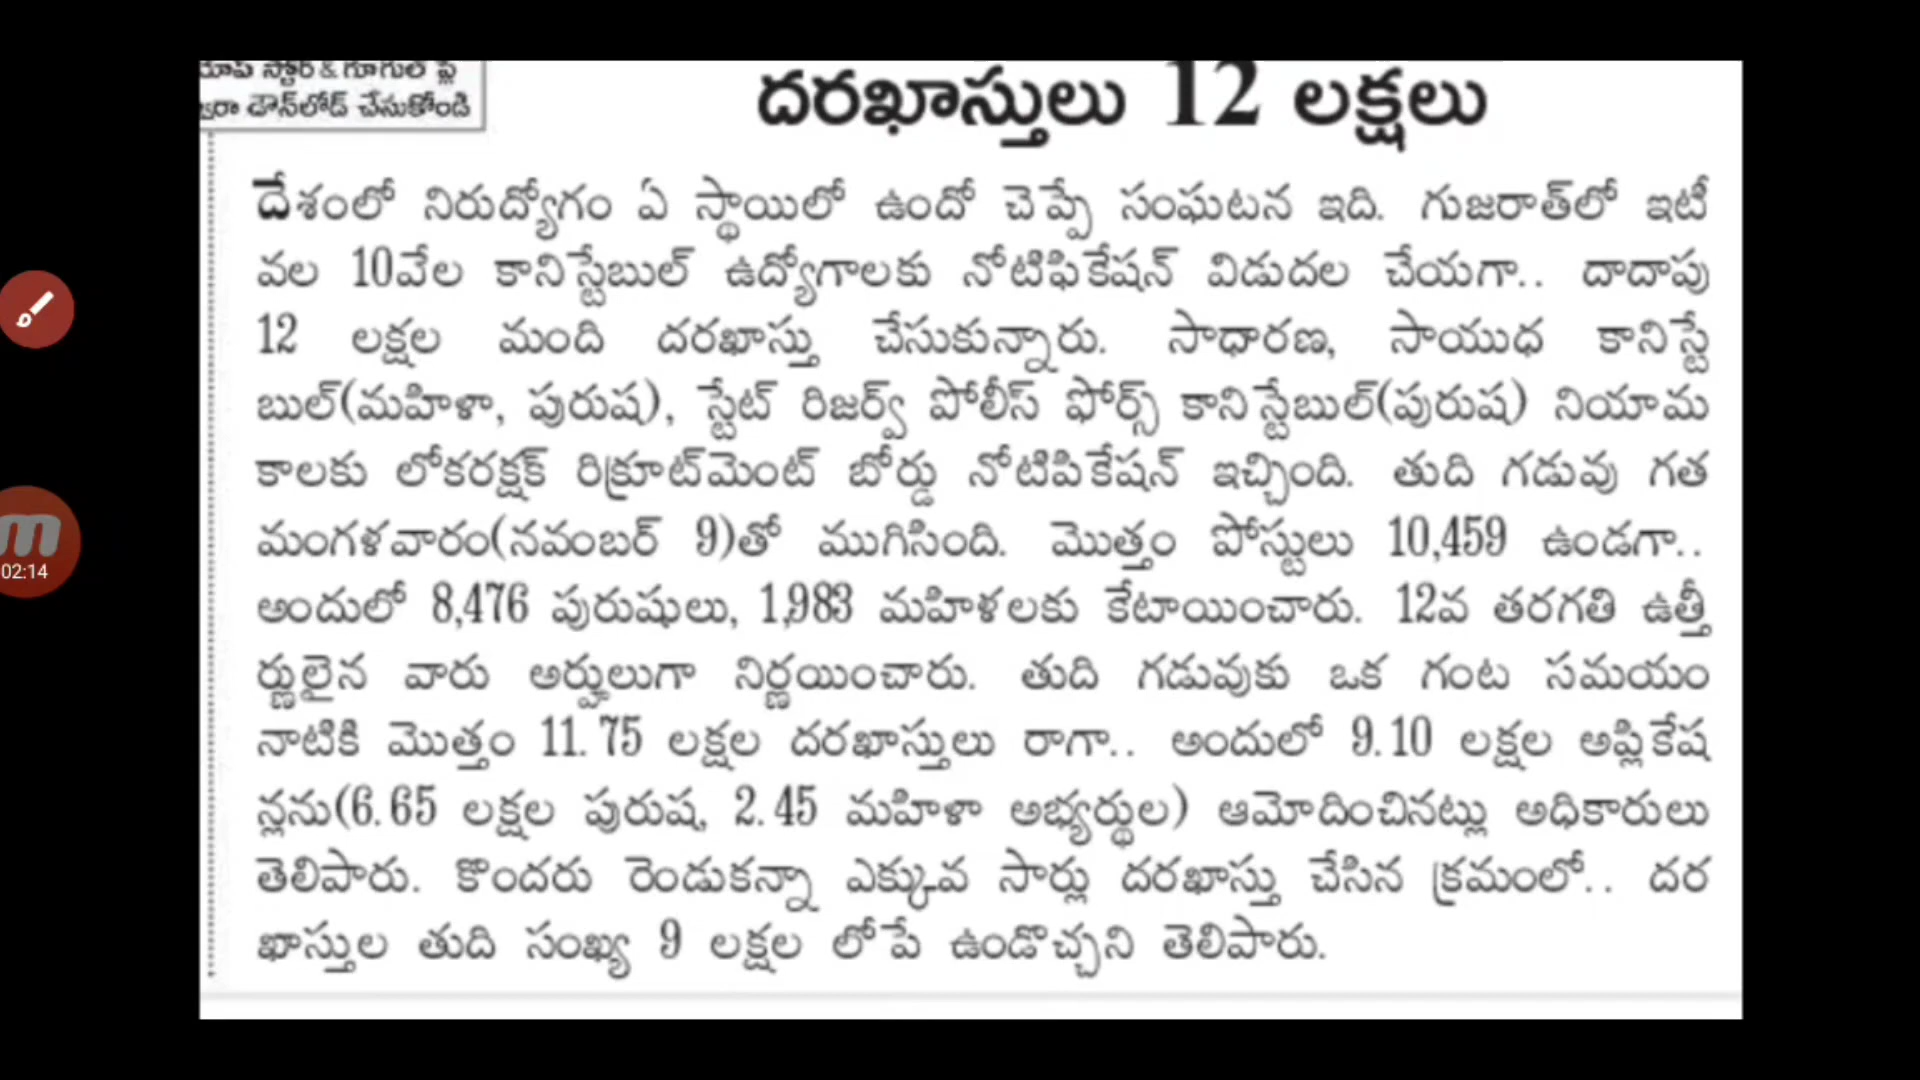 స్టోర్ & గూగుల్ ప్లే
డౌన్‌లోడ్ చేసుకోండి
దరఖాస్తులు 12 లక్షలు
దేశంలో నిరుద్యోగం ఏ స్థాయిలో ఉందో చెప్పే సంఘటన ఇది. గుజరాత్‌లో ఇటీ
వల 10వేల కానిస్టేబుల్ ఉద్యోగాలకు నోటిఫికేషన్ విడుదల చేయగా.. దాదాపు
12 లక్షల మంది దరఖాస్తు చేసుకున్నారు. సాధారణ, సాయుధ కానిస్టే
బుల్(మహిళా, పురుష), స్టేట్ రిజర్వ్ పోలీస్ ఫోర్స్ కానిస్టేబుల్(పురుష) నియామ
కాలకు లోకరక్షక్ రిక్రూట్‌మెంట్ బోర్డు నోటిపికేషన్ ఇచ్చింది. తుది గడువు గత
మంగళవారం(నవంబర్ 9)తో ముగిసింది. మొత్తం పోస్టులు 10,459 ఉండగా..
అందులో 8,476 పురుషులు, 1,983 మహిళలకు కేటాయించారు. 12వ తరగతి ఉత్తీ
ర్ణులైన వారు అర్హులుగా నిర్ణయించారు. తుది గడువుకు ఒక గంట సమయం
నాటికి మొత్తం 11.75 లక్షల దరఖాస్తులు రాగా.. అందులో 9.10 లక్షల అప్లికేష
న్లను(6.65 లక్షల పురుష, 2.45 మహిళా అభ్యర్థుల) ఆమోదించినట్లు అధికారులు
తెలిపారు. కొందరు రెండుకన్నా ఎక్కువ సార్లు దరఖాస్తు చేసిన క్రమంలో.. దర
ఖాస్తుల తుది సంఖ్య 9 లక్షల లోపే ఉండొచ్చని తెలిపారు.
02:14